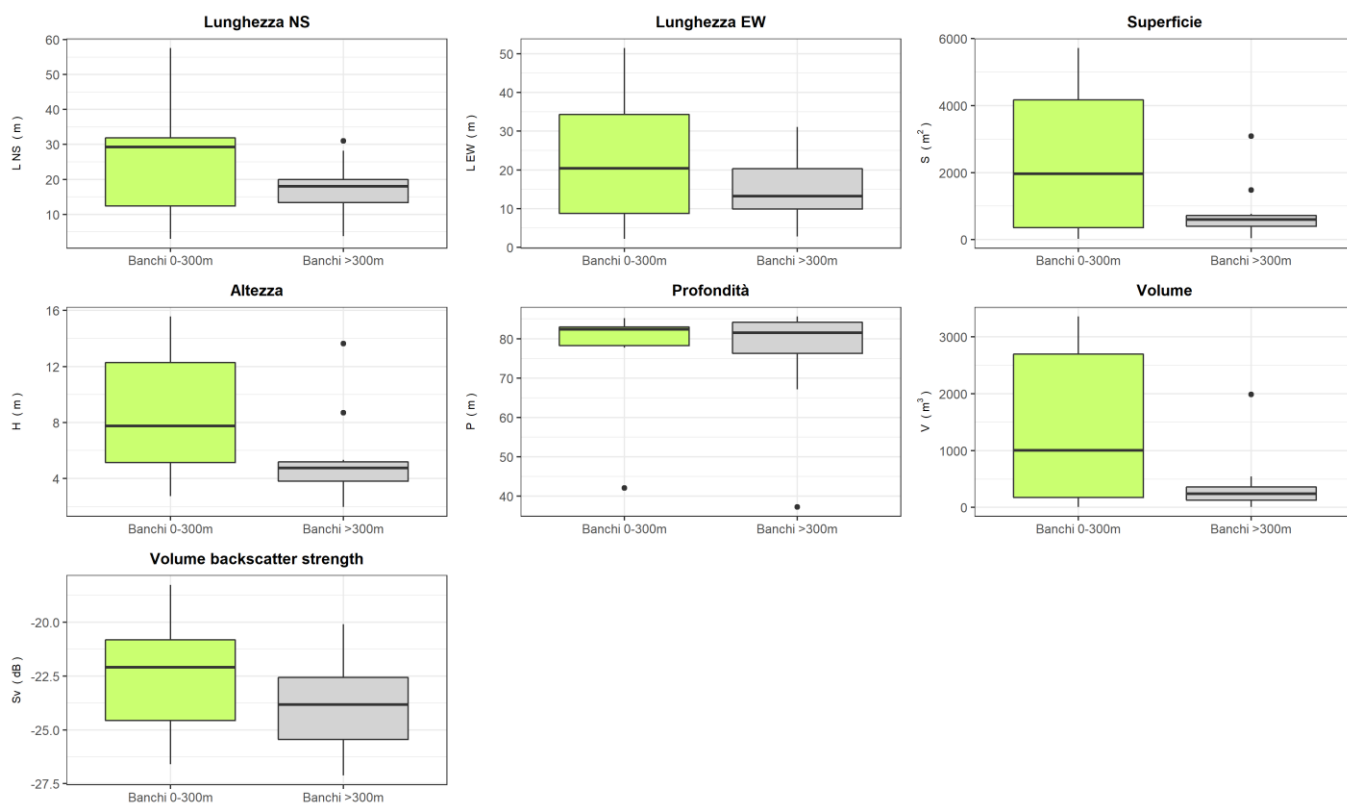 Lunghezza NS
60
50
40
30
20
10
L NS ( m )
Banchi 0-300m
Banchi >300m
Lunghezza EW
50
40
30
20
10
0
L EW ( m )
Banchi 0-300m
Banchi >300m
Superficie
6000
4000
2000
0
S ( m² )
Banchi 0-300m
Banchi >300m
Altezza
16
12
8
4
H ( m )
Banchi 0-300m
Banchi >300m
Profondità
80
70
60
50
40
P ( m )
Banchi 0-300m
Banchi >300m
Volume
3000
2000
1000
0
V ( m³ )
Banchi 0-300m
Banchi >300m
Volume backscatter strength
-20.0
-22.5
-25.0
-27.5
Sv ( dB )
Banchi 0-300m
Banchi >300m